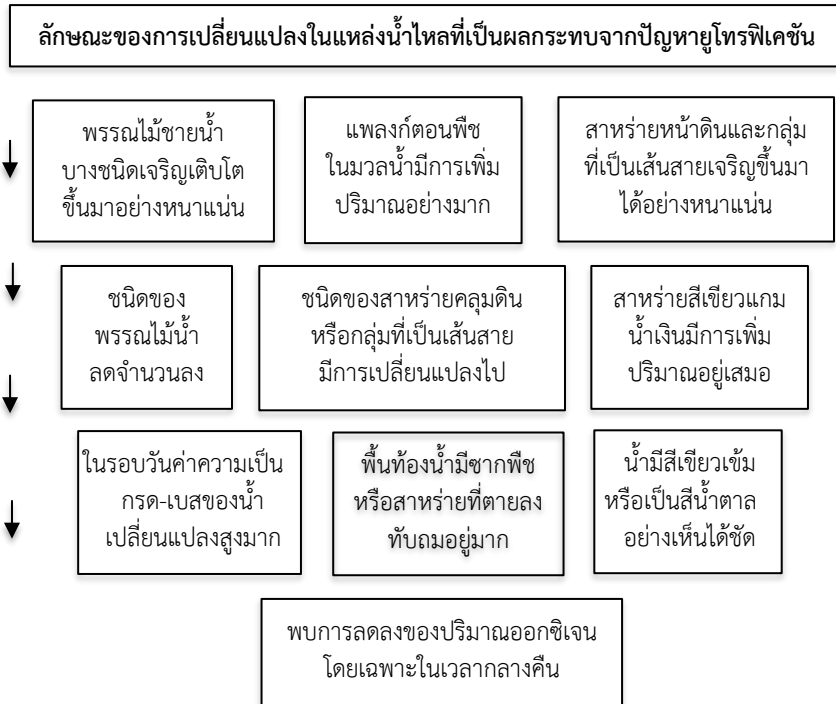 ลักษณะของการเปลี่ยนแปลงในแหล่งน้ำไหลที่เป็นผลกระทบจากปัญหายูโทรฟิเคชัน
พรรณไม้ชายน้ำ
บางชนิดเจริญเติบโต
ขึ้นมาอย่างหนาแน่น
แพลงก์ตอนพืช
ในมวลน้ำมีการเพิ่ม
ปริมาณอย่างมาก
สาหร่ายหน้าดินและกลุ่ม
ที่เป็นเส้นสายเจริญขึ้นมา
ได้อย่างหนาแน่น
ชนิดของ
พรรณไม้น้ำ
ลดจำนวนลง
ชนิดของสาหร่ายคลุมดิน
หรือกลุ่มที่เป็นเส้นสาย
มีการเปลี่ยนแปลงไป
สาหร่ายสีเขียวแกม
น้ำเงินมีการเพิ่ม
ปริมาณอยู่เสมอ
ในรอบวันค่าความเป็น
กรด-เบสของน้ำ
เปลี่ยนแปลงสูงมาก
พื้นท้องน้ำมีซากพืช
หรือสาหร่ายที่ตายลง
ทับถมอยู่มาก
น้ำมีสีเขียวเข้ม
หรือเป็นสีน้ำตาล
อย่างเห็นได้ชัด
พบการลดลงของปริมาณออกซิเจน
โดยเฉพาะในเวลากลางคืน